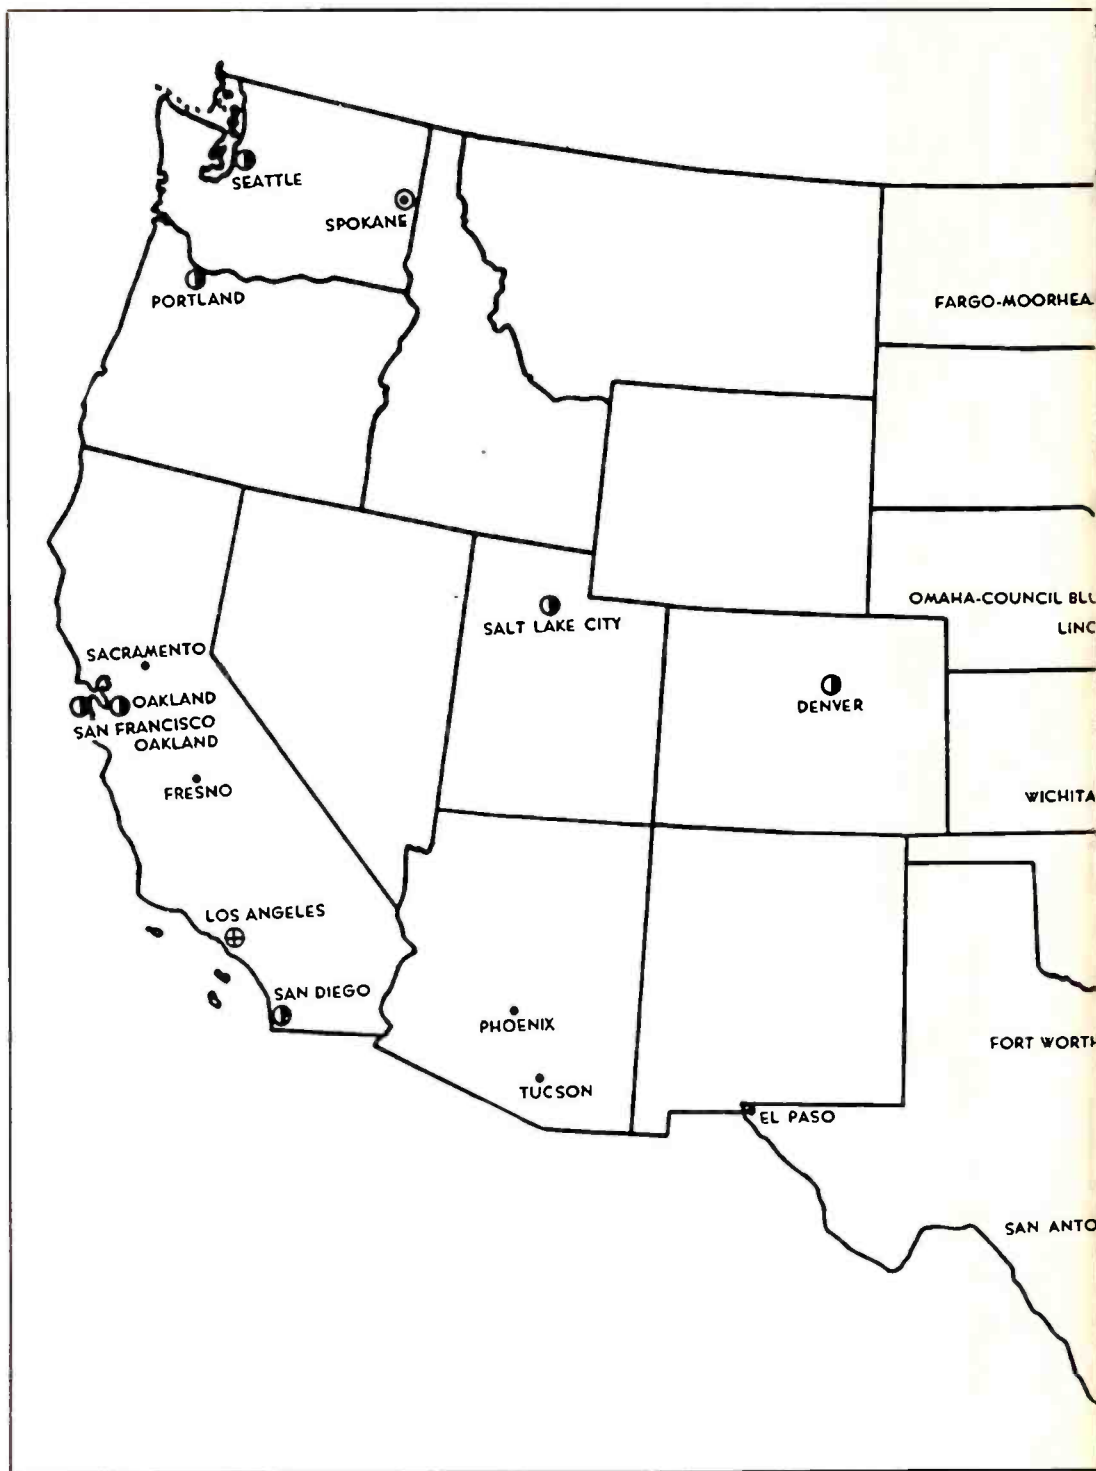 SEATTLE
SPOKANE
PORTLAND
FARGO-MOORHEA
SALT LAKE CITY
OMAHA-COUNCIL BLU
LINC
SACRAMENTO
OAKLAND
SAN FRANCISCO
OAKLAND
DENVER
FRESNO
WICHITA
LOS ANGELES
SAN DIEGO
PHOENIX
FORT WORTH
TUCSON
EL PASO
SAN ANTO